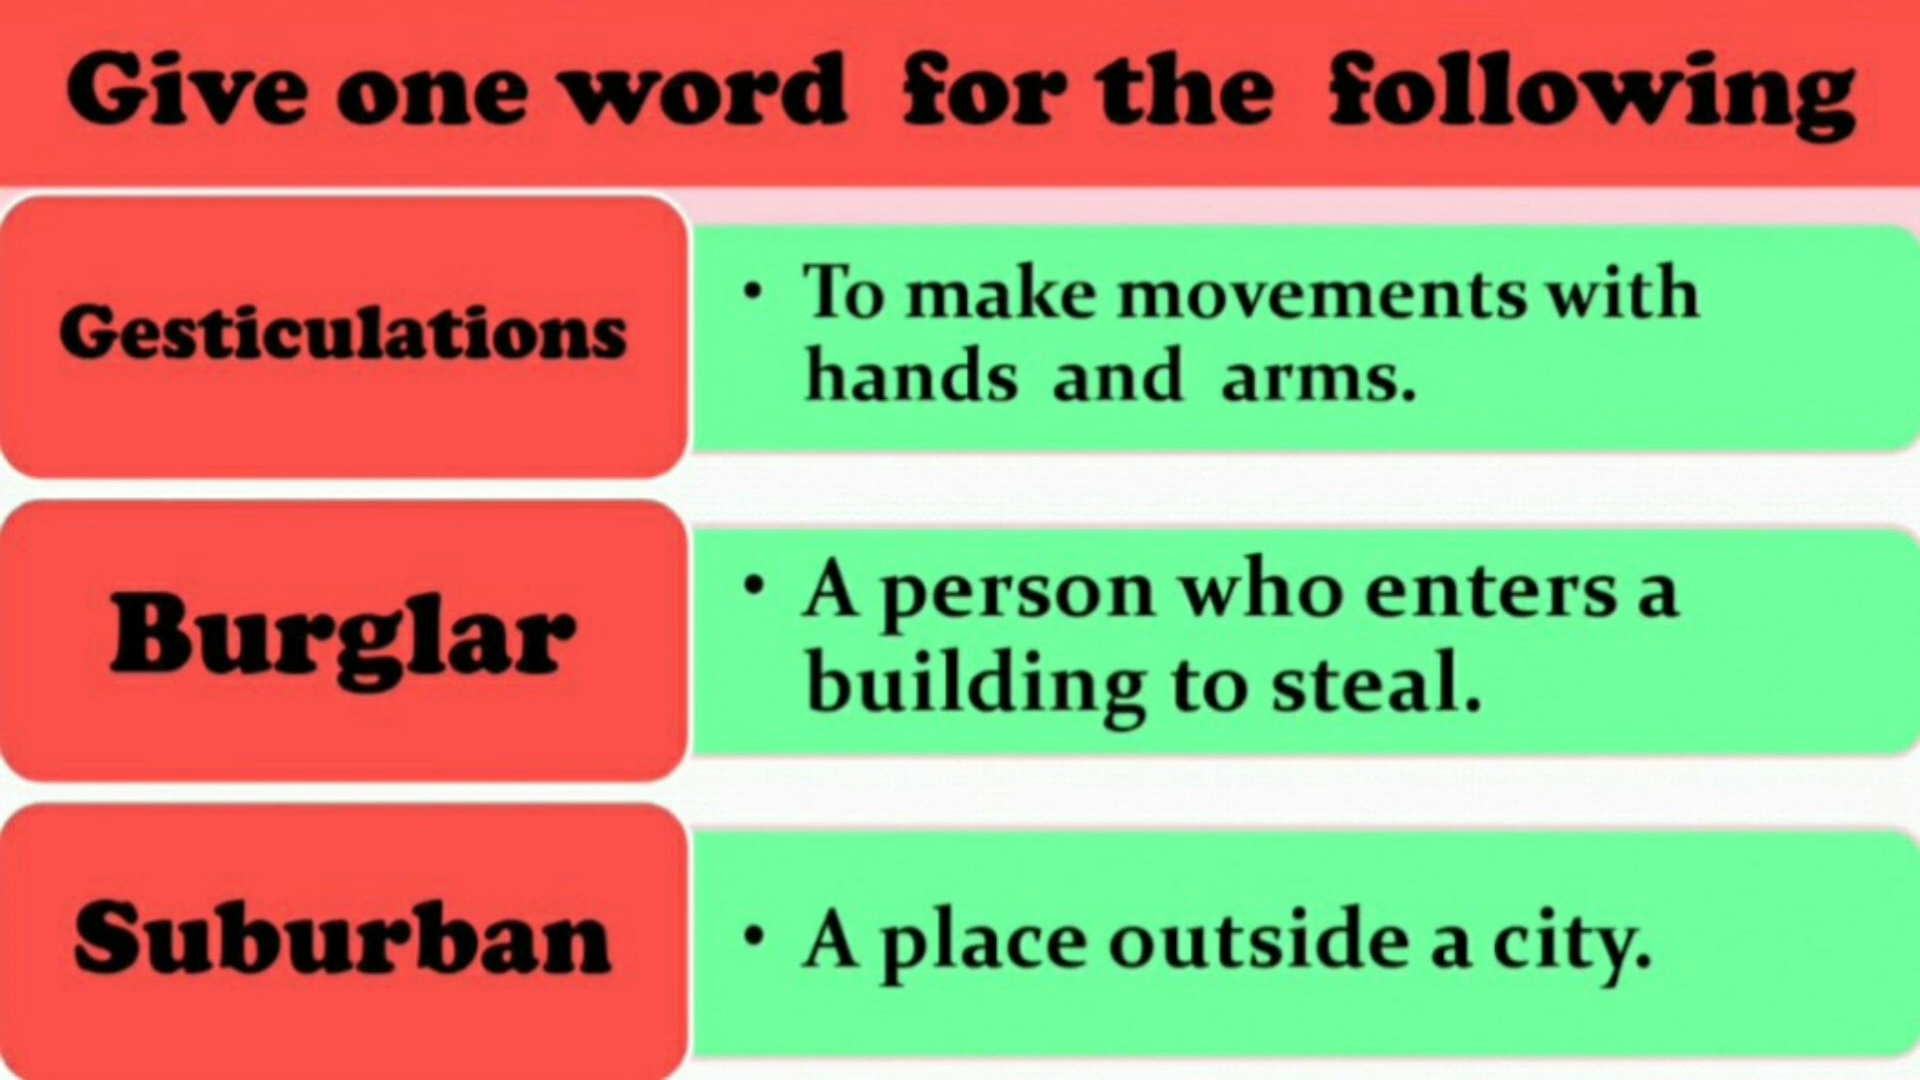 Give one word for the following
Gesticulations
• To make movements with
hands and arms.
Burglar
• A person who enters a
building to steal.
Suburban
• A place outside a city.